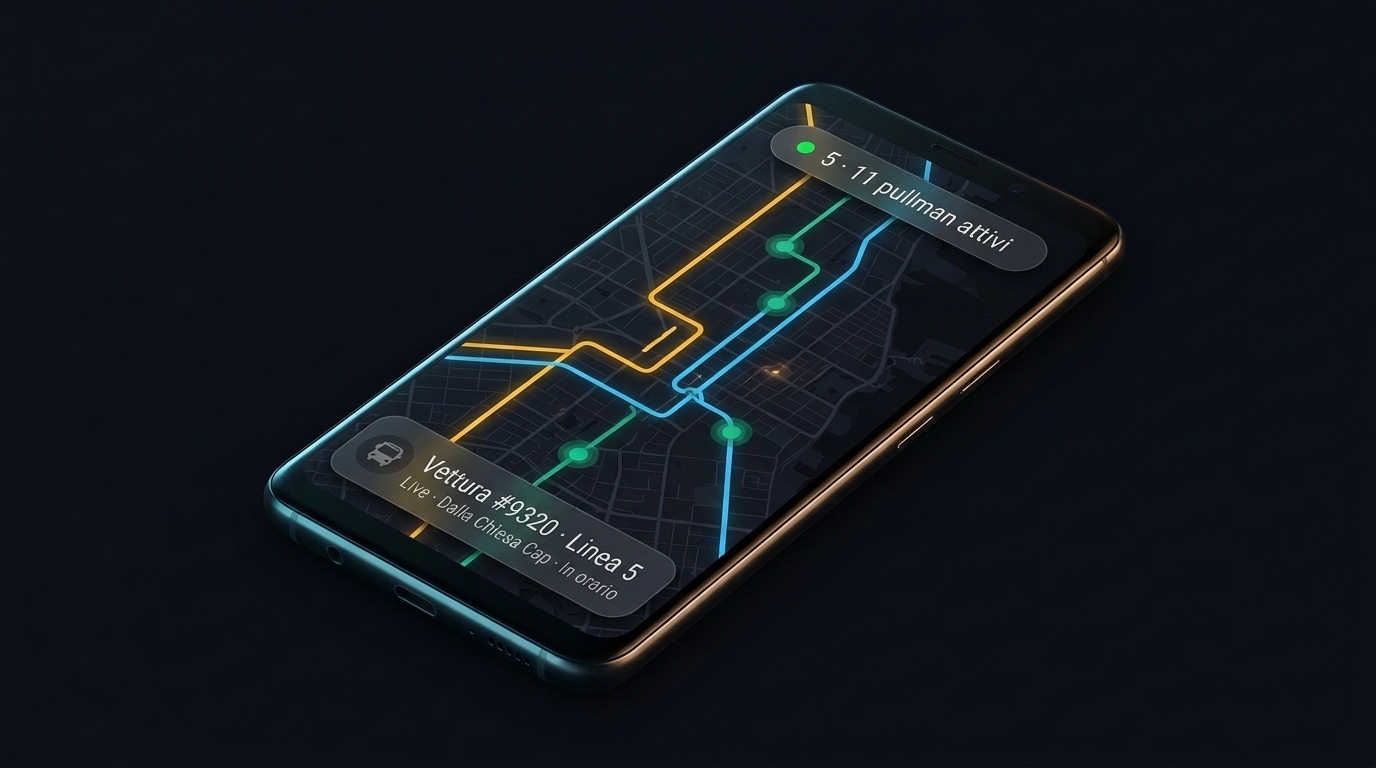 5 · 11 pullman attivi
Vettura #9320 · Linea 5
Live · Dalla Chiesa Cap · In orario